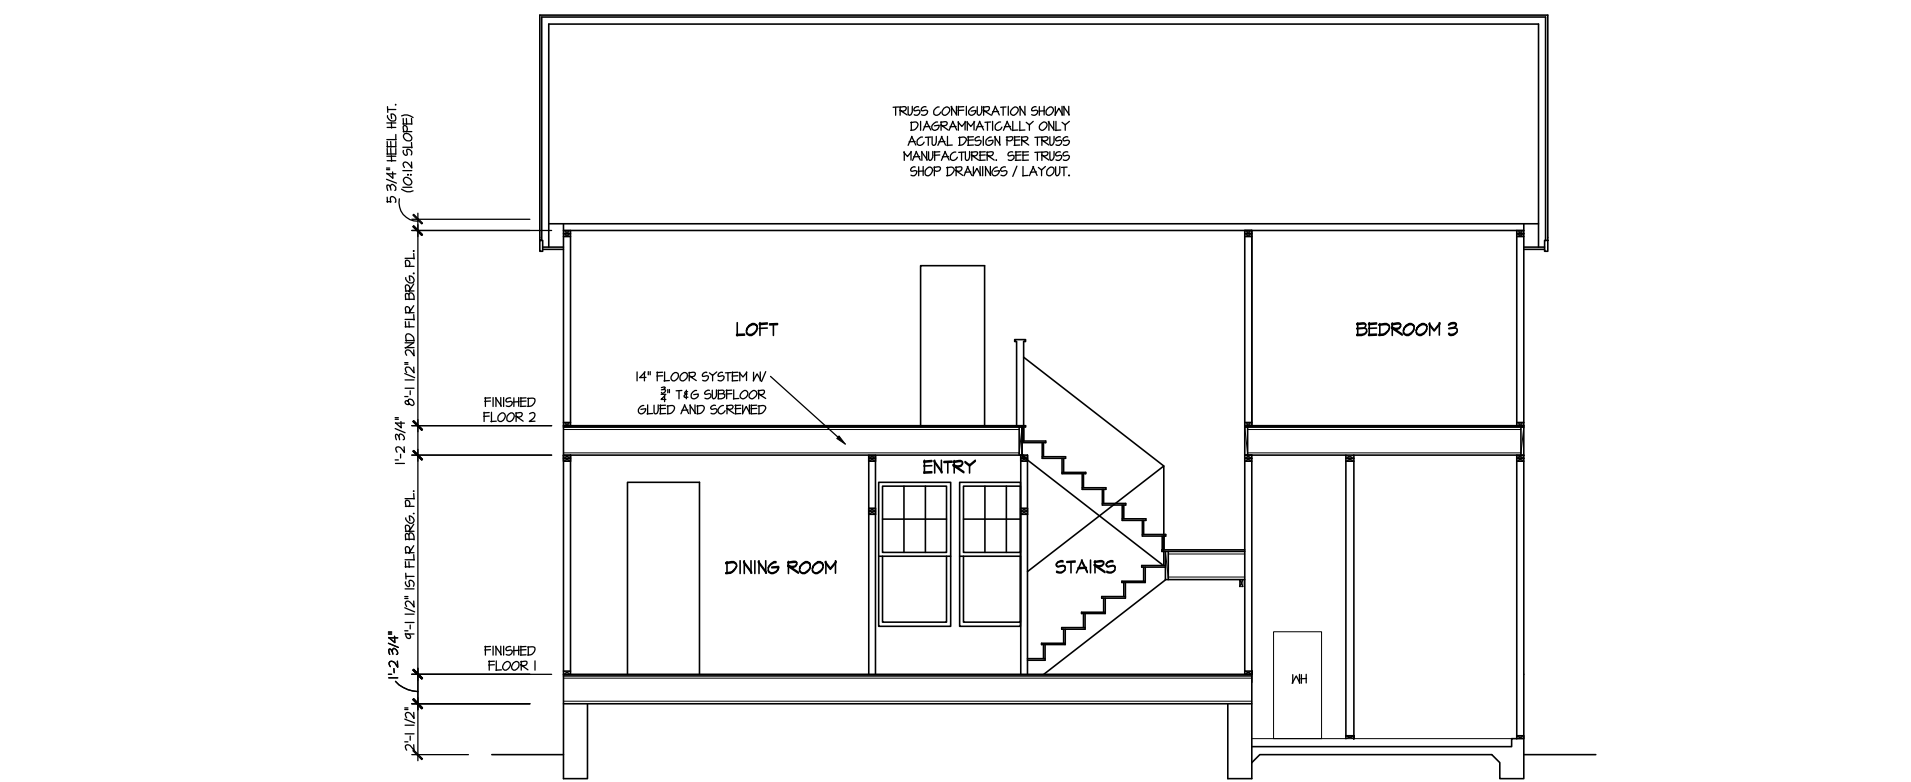 TRUSS CONFIGURATION SHOWN
DIAGRAMMATICALLY ONLY
ACTUAL DESIGN PER TRUSS
MANUFACTURER. SEE TRUSS
SHOP DRAWINGS / LAYOUT.
5 3/4" HEEL HGT.
(10:12 SLOPE)
8'-1 1/2" 2ND FLR BRG. PL.
LOFT
BEDROOM 3
14" FLOOR SYSTEM W/
3/4" T&G SUBFLOOR
GLUED AND SCREWED
FINISHED
FLOOR 2
1'-2 3/4"
ENTRY
9'-1 1/2" 1ST FLR BRG. PL.
DINING ROOM
STAIRS
FINISHED
FLOOR 1
1'-2 3/4"
WH
2'-1 1/2"